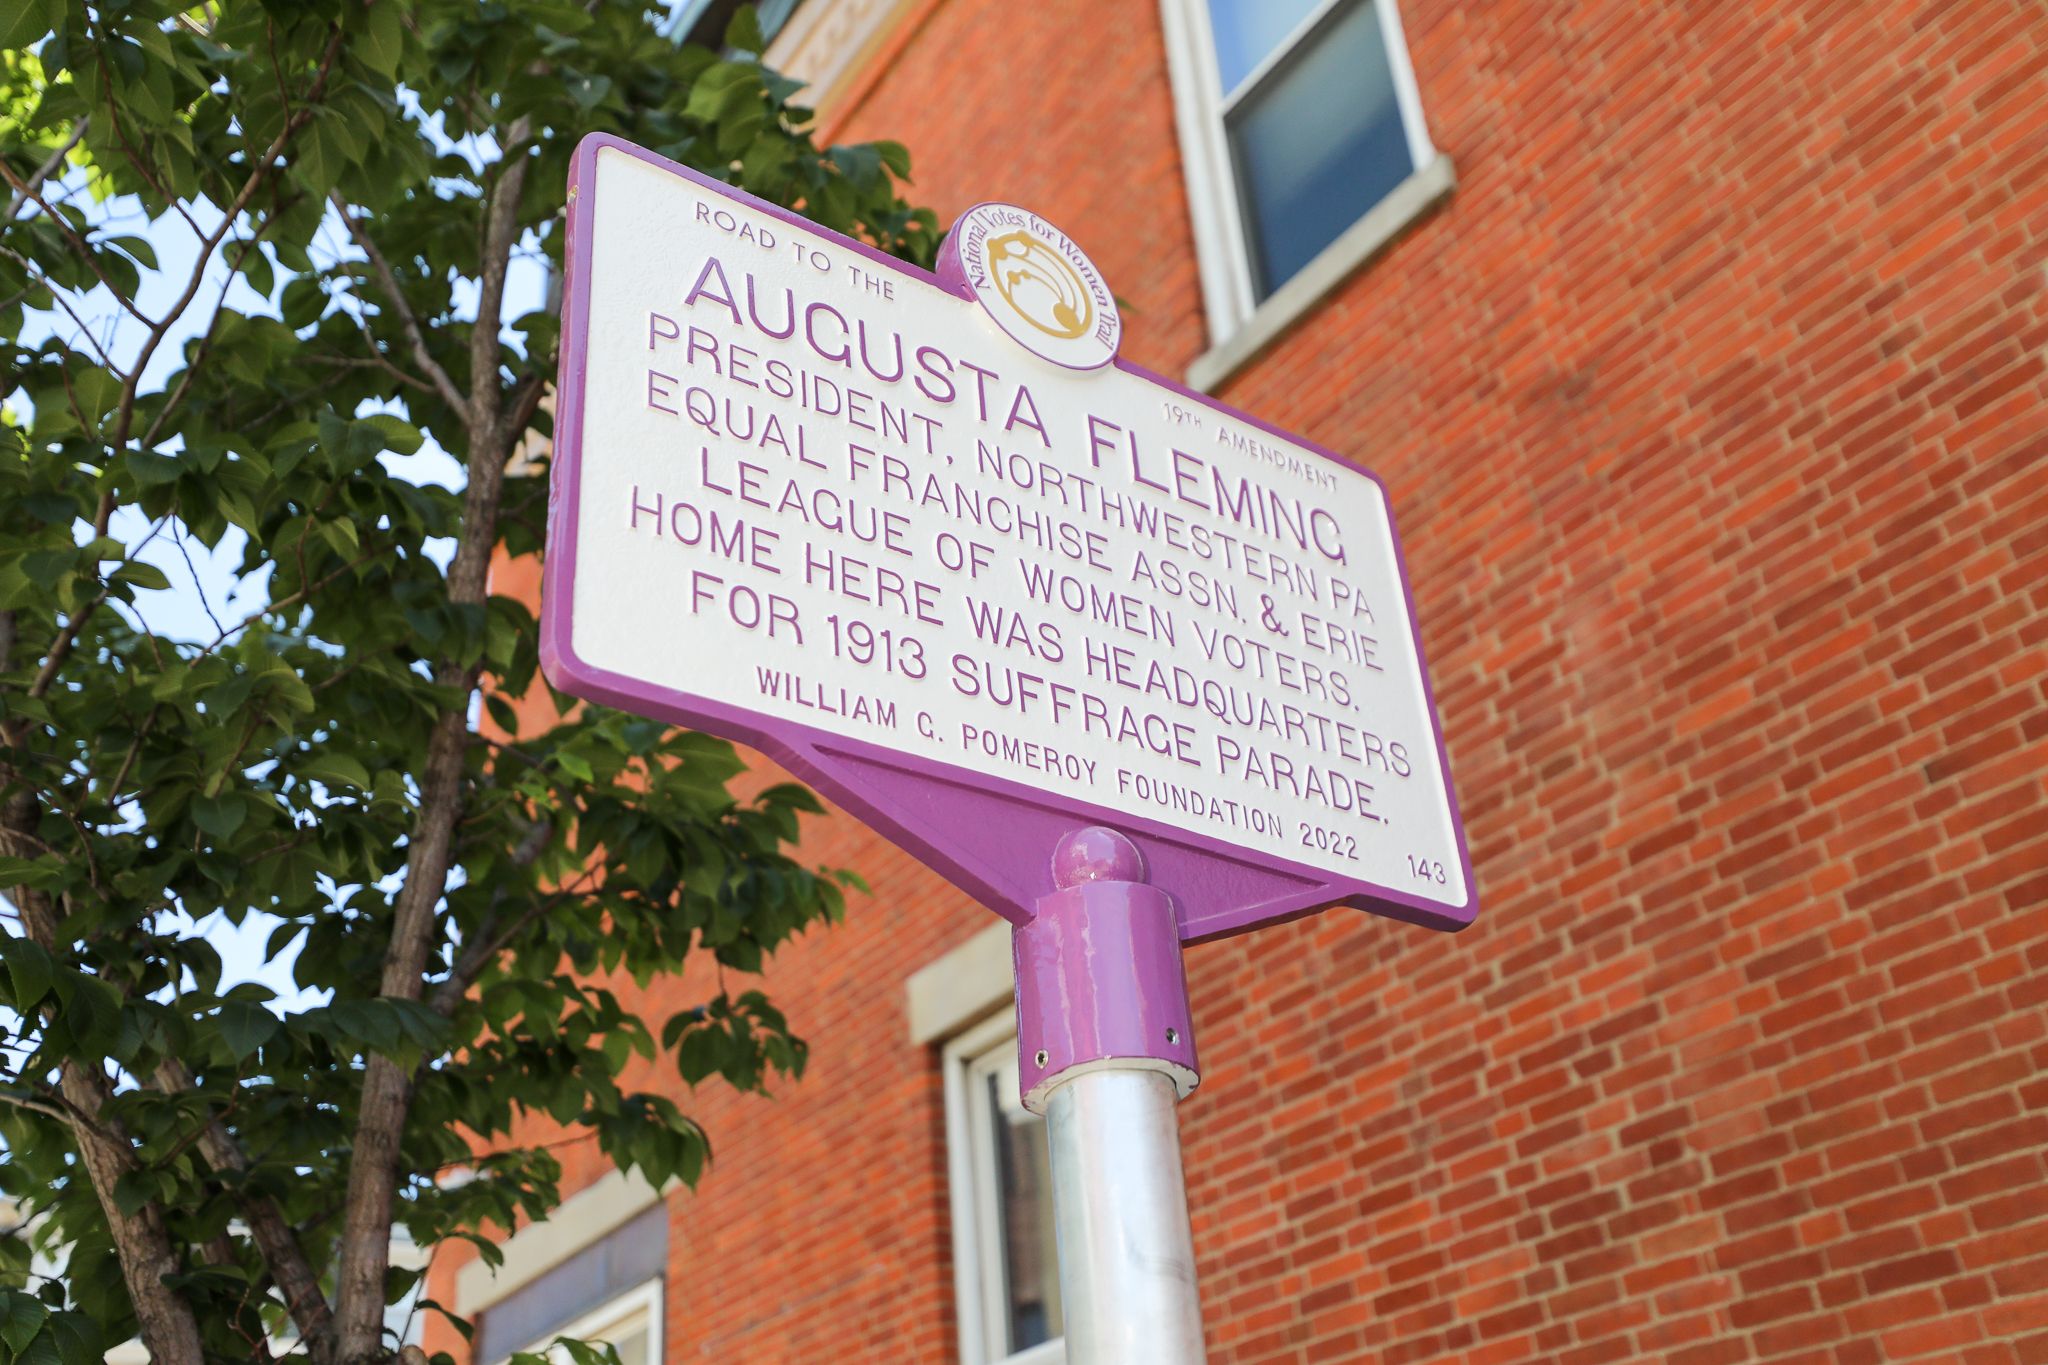 National Votes for Women Trail
ROAD TO THE
19TH AMENDMENT
AUGUSTA FLEMING
PRESIDENT, NORTHWESTERN PA
EQUAL FRANCHISE ASSN. & ERIE
LEAGUE OF WOMEN VOTERS.
HOME HERE WAS HEADQUARTERS
FOR 1913 SUFFRAGE PARADE.
WILLIAM G. POMEROY FOUNDATION 2022
143